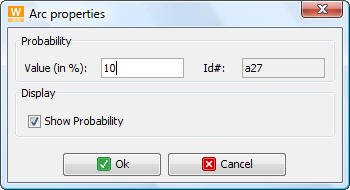 Arc properties
Probability
Value (in %): 10 Id#: a27
Display
Show Probability
Ok Cancel